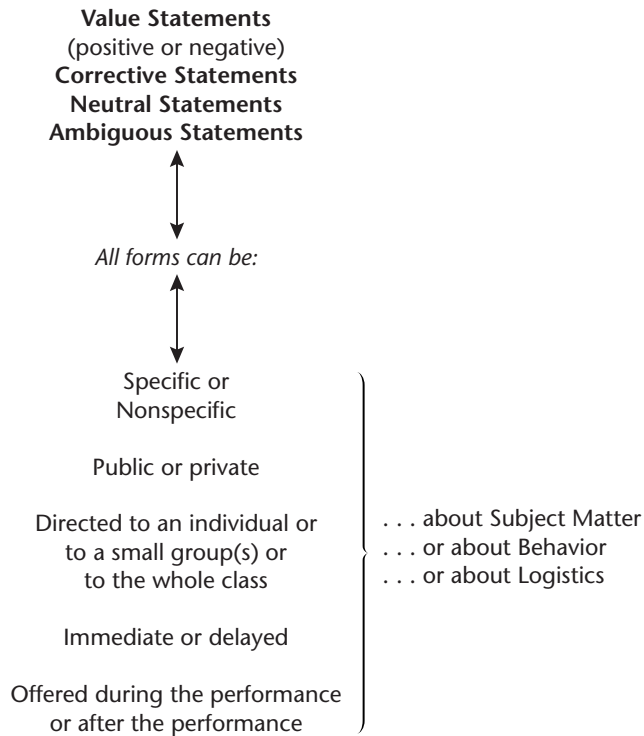 Value Statements
(positive or negative)
Corrective Statements
Neutral Statements
Ambiguous Statements
All forms can be:
Specific or
Nonspecific
Public or private
Directed to an individual or
to a small group(s) or
to the whole class
Immediate or delayed
Offered during the performance
or after the performance
. . . about Subject Matter
. . . or about Behavior
. . . or about Logistics